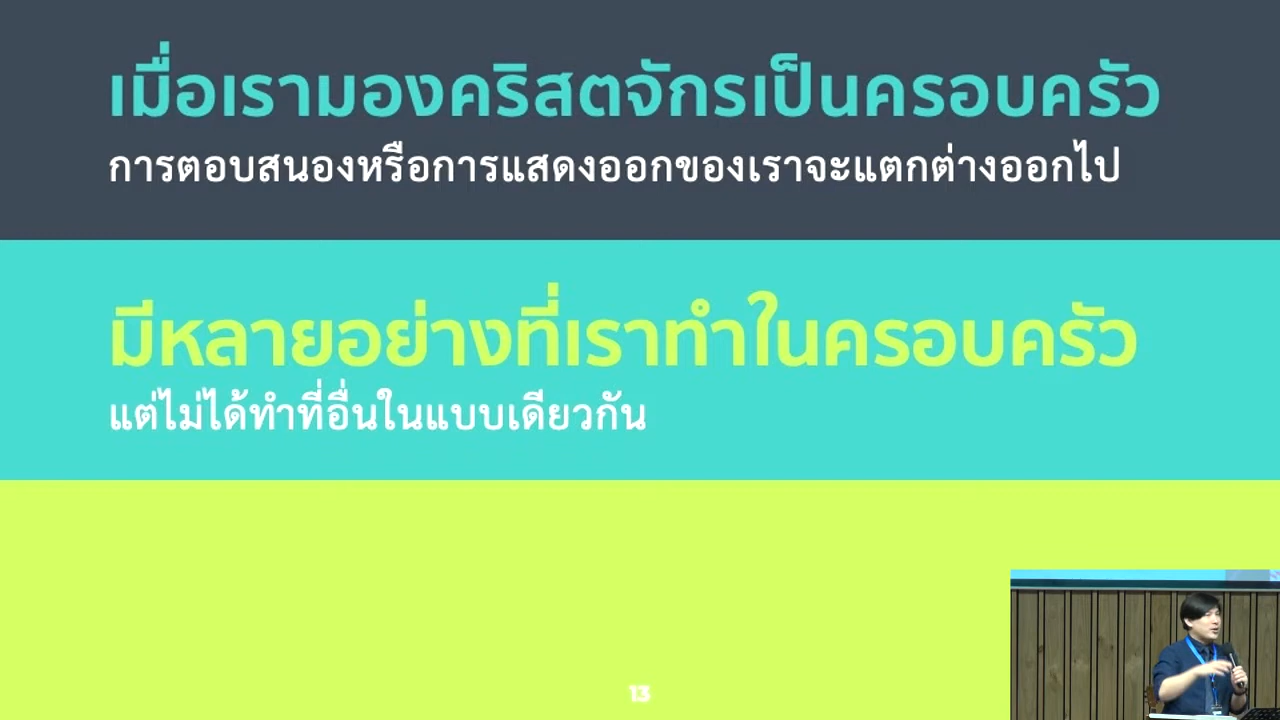 เมื่อเรามองคริสตจักรเป็นครอบครัว
การตอบสนองหรือการแสดงออกของเราจะแตกต่างออกไป
มีหลายอย่างที่เราทำในครอบครัว
แต่ไม่ได้ทำที่อื่นในแบบเดียวกัน
13